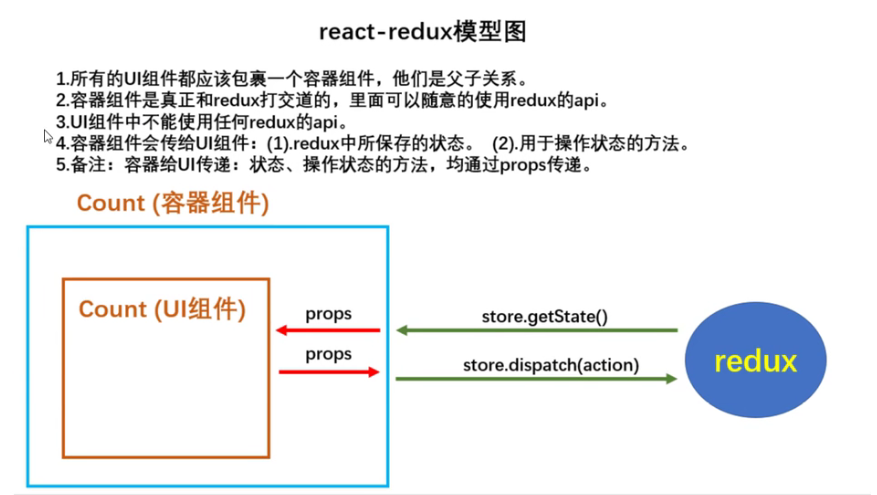 react-redux模型图
1.所有的UI组件都应该包裹一个容器组件，他们是父子关系。
2.容器组件是真正和redux打交道的，里面可以随意的使用redux的api。
3.UI组件中不能使用任何redux的api。
4.容器组件会传给UI组件：(1).redux中所保存的状态。 (2).用于操作状态的方法。
5.备注：容器给UI传递：状态、操作状态的方法，均通过props传递。
Count (容器组件)
Count (UI组件)
props
store.getState()
props
store.dispatch(action)
redux